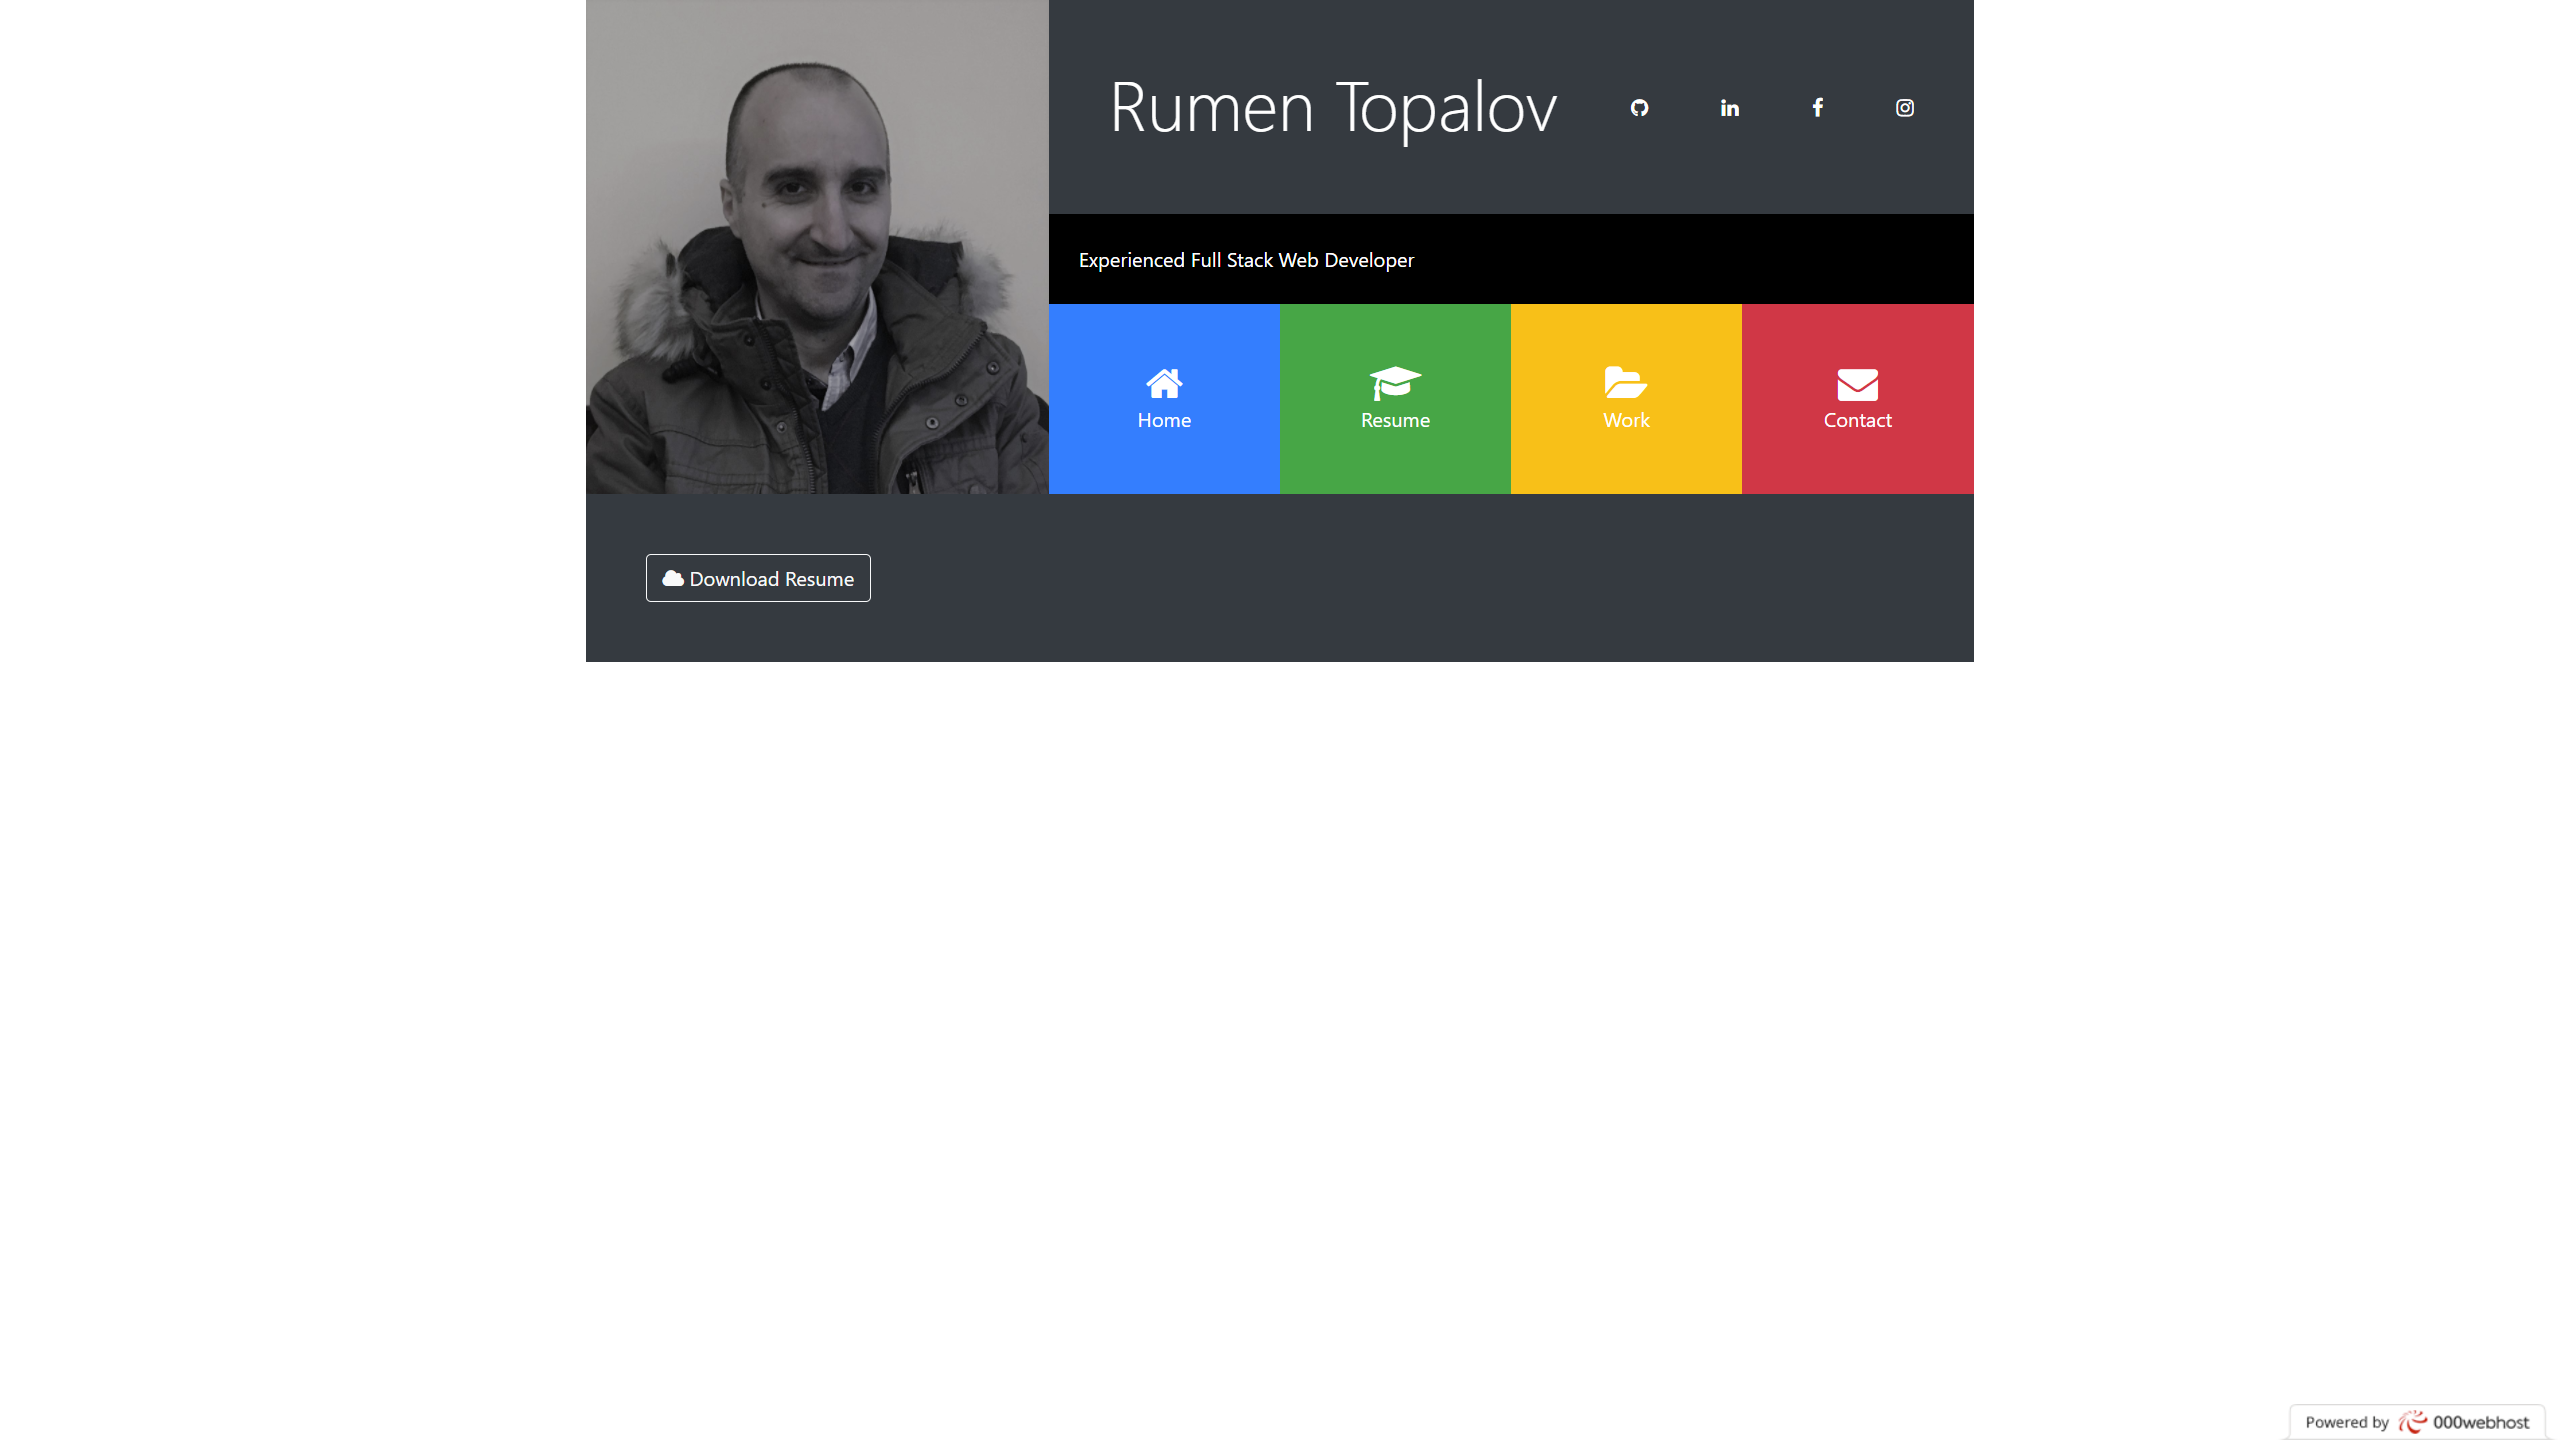 Rumen Topalov
Experienced Full Stack Web Developer
Home
Resume
Work
Contact
Download Resume
Powered by 000webhost